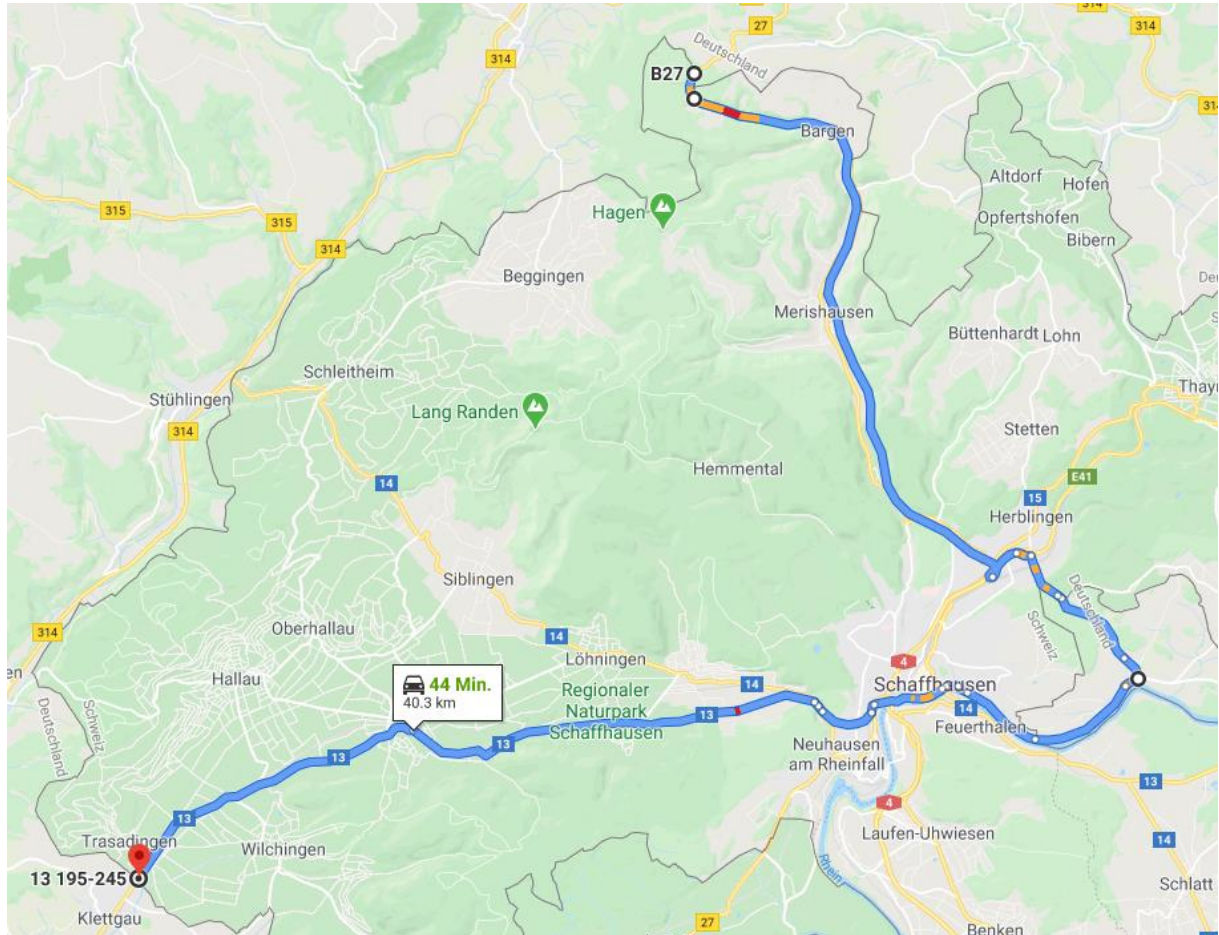 314
314
27
Deutschland
B27
314
314
Bargen
Altdorf
Hofen
Hagen
Opfertshofen
Bibern
315
315
314
Beggingen
Merishausen
Büttenhardt
Lohn
Schleitheim
Stühlingen
314
Lang Randen
Stetten
Hemmental
14
E41
15
Herblingen
Siblingen
Deutschland
Schweiz
314
Oberhallau
14
Löhningen
4
Hallau
44 Min.
40.3 km
14
Schaffhausen
Regionaler
Naturpark
Schaffhausen
13
14
Feuerthalen
Schweiz
Deutschland
13
13
Neuhausen
am Rheinfall
13
13
4
Trasadingen
Wilchingen
Laufen-Uhwiesen
14
13 195-245
Rhein
Schlatt
Klettgau
27
Benken